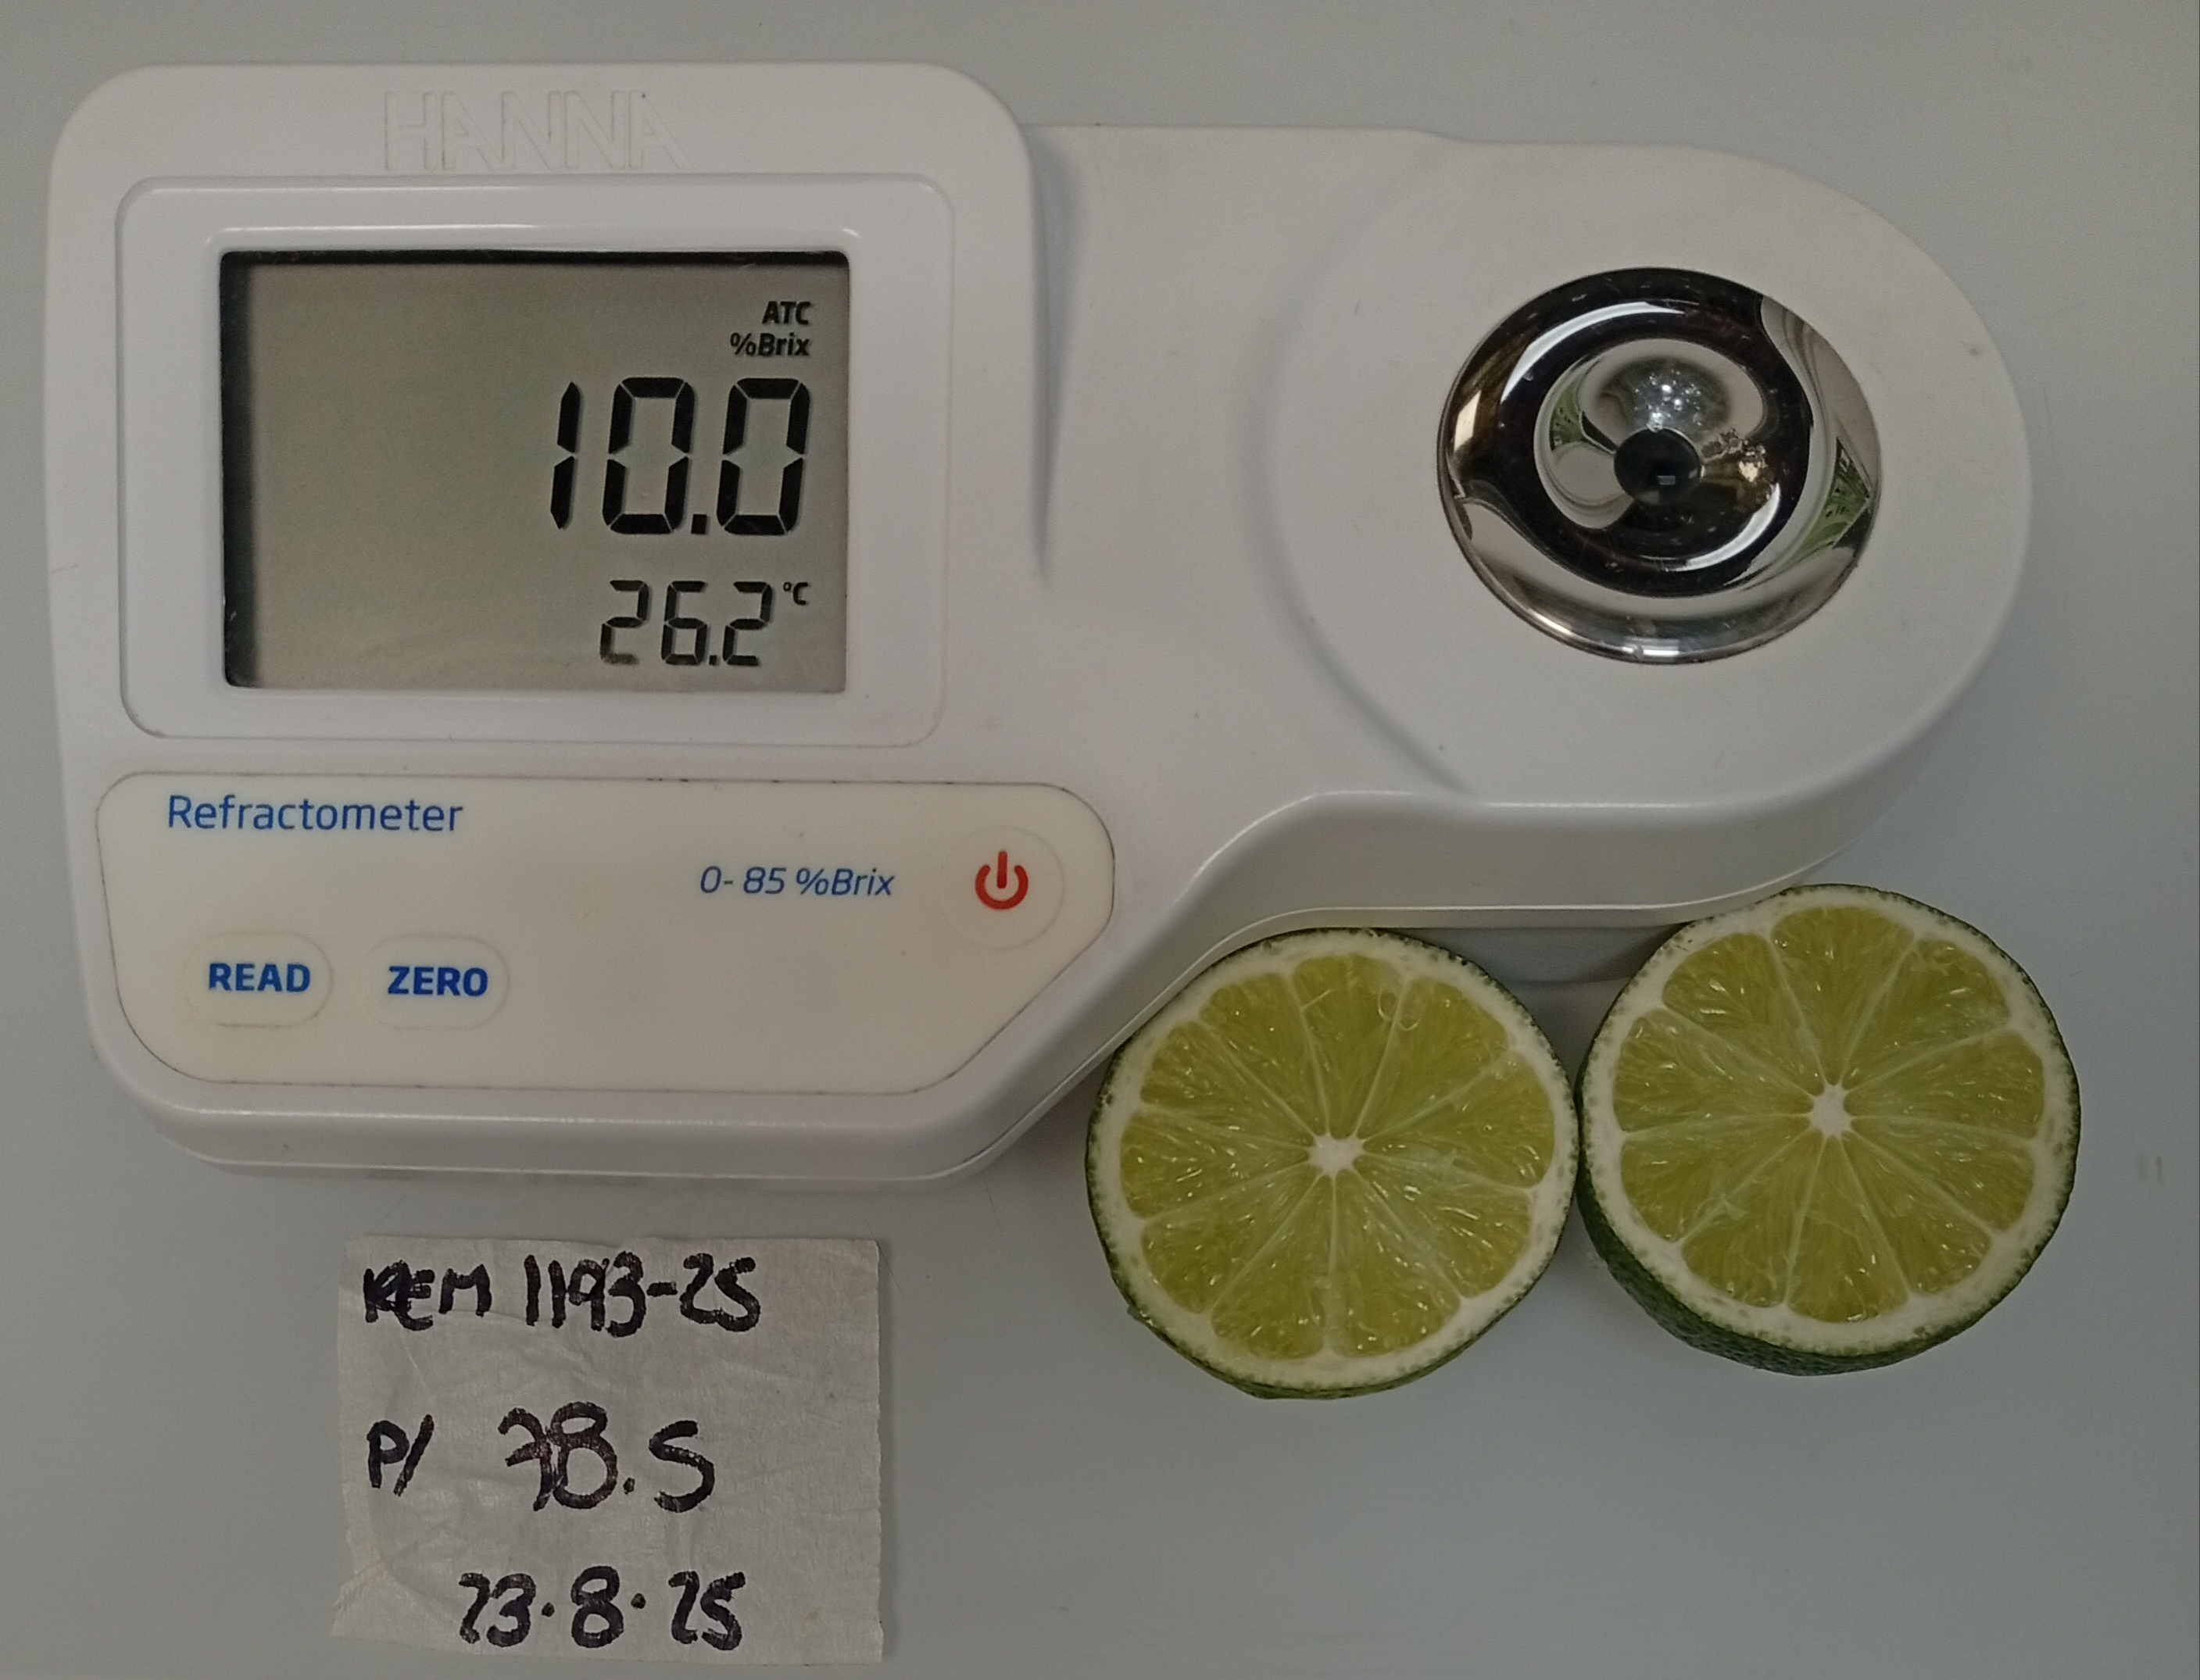 HANNA
ATC
%Brix
10.0
26.2 °C
Refractometer
0-85 %Brix
READ ZERO
REM 1193-25
P/ 78.5
23.8.25